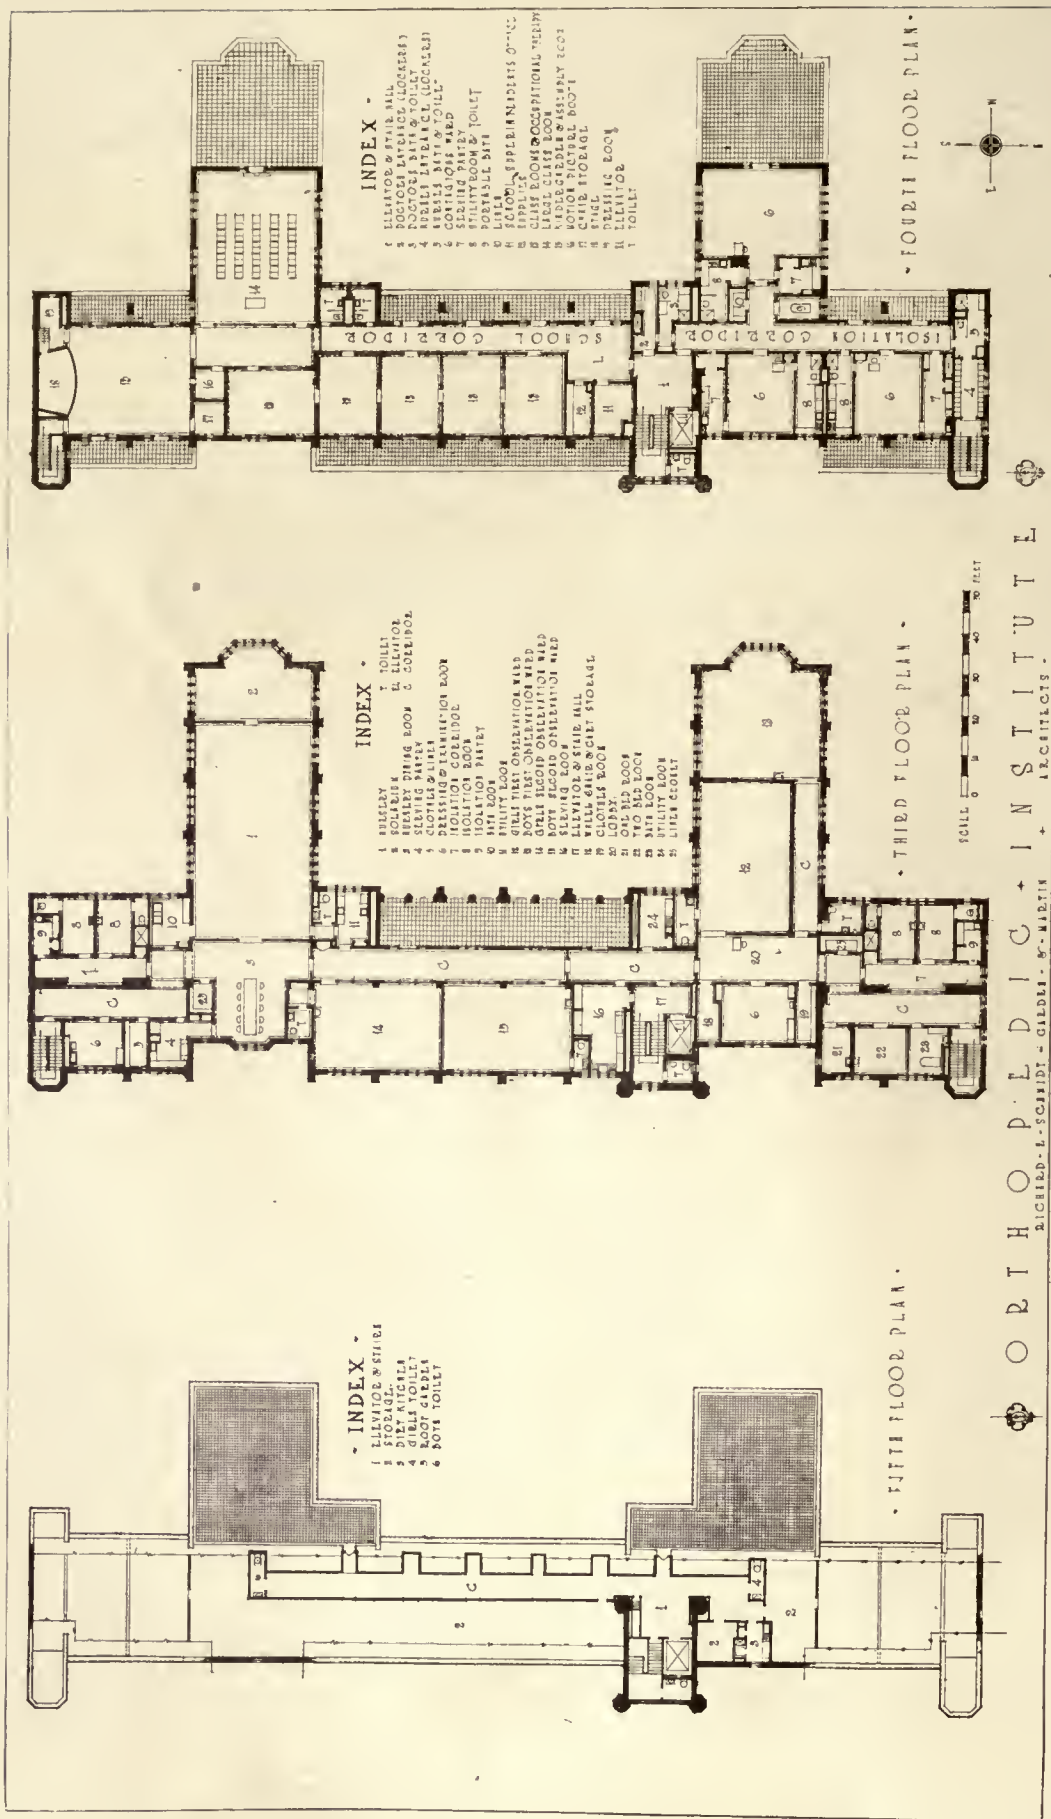 - INDEX -
1 ELEVATOR & STAIR HALL
2 DOCTORS ENTRANCE (LOCKERS)
3 DOCTORS BATH & TOILET
4 NURSES ENTRANCE (LOCKERS)
5 NURSES BATH & TOILET
6 CONTAGIOUS WARD
7 SERVING PANTRY
8 UTILITY ROOM & TOILET
9 PORTABLE BATH
10 LINEN
11 SCHOOL SUPERINTENDENTS OFFICE
12 SUPPLIES
13 CLASS ROOMS & OCCUPATIONAL THERAPY
14 LARGE CLASS ROOM
15 KINDERGARDEN & ASSEMBLY ROOM
16 MOTION PICTURE BOOTH
17 CHAIR STORAGE
18 STAGE
19 DRESSING ROOM
EL ELEVATOR
T TOILET
SCHOOL CORRIDOR
ISOLATION CORRIDOR
- FOURTH FLOOR PLAN -
S
N
- INDEX -
1 NURSERY T TOILET
2 SOLARIUM EL ELEVATOR
3 NURSERY DINING ROOM C CORRIDOR
4 SERVING PANTRY
5 CLOTHES & LINEN
6 DRESSING & EXAMINATION ROOM
7 ISOLATION CORRIDOR
8 ISOLATION ROOM
9 ISOLATION PANTRY
10 BATH ROOM
11 UTILITY ROOM
12 GIRLS FIRST OBSERVATION WARD
13 BOYS FIRST OBSERVATION WARD
14 GIRLS SECOND OBSERVATION WARD
15 BOYS SECOND OBSERVATION WARD
16 SERVING ROOM
17 ELEVATOR & STAIR HALL
18 WHEEL CHAIR & CART STORAGE
19 CLOTHES ROOM
20 LOBBY
21 ONE BED ROOM
22 TWO BED ROOM
23 BATH ROOM
24 UTILITY ROOM
25 LINEN CLOSET
- THIRD FLOOR PLAN -
SCALE 0 10 20 30 40 50 FEET
- INDEX -
1 ELEVATOR & STAIRS
2 STORAGE
3 DIET KITCHEN
4 GIRLS TOILET
5 ROOF GARDEN
6 BOYS TOILET
- FIFTH FLOOR PLAN -
ORTHOPEDIC + INSTITUTE
RICHARD - E - SCHMIDT - GARDEN - & - MARTIN ARCHITECTS -